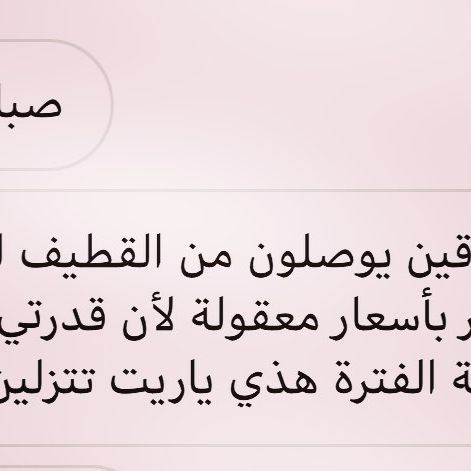 صبا
قين يوصلون من القطيف
ر بأسعار معقولة لأن قدرتي
ة الفترة هذي ياريت تتزلين